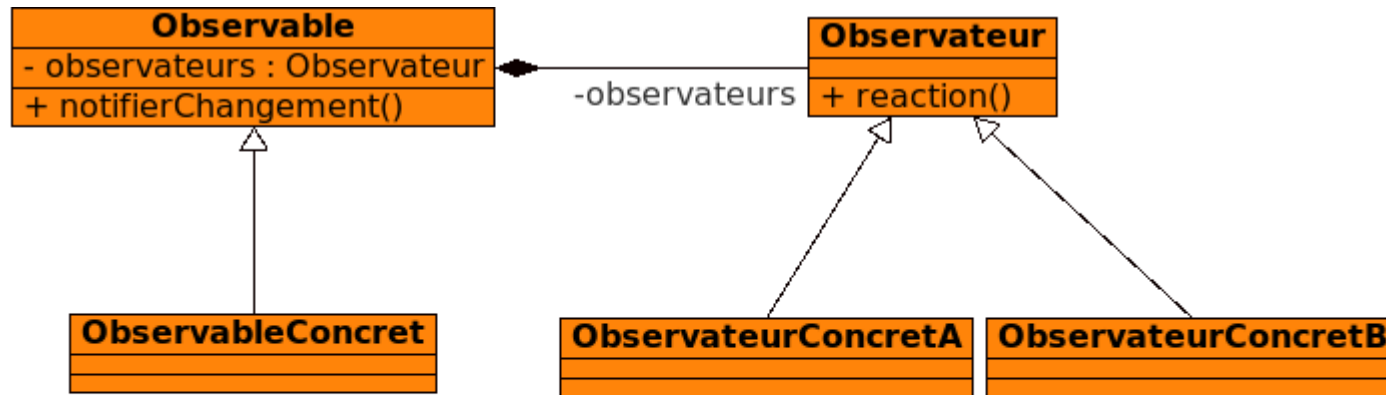 Observable
- observateurs : Observateur
+ notifierChangement()
-observateurs
Observateur
+ reaction()
ObservableConcret
ObservateurConcretA
ObservateurConcretB